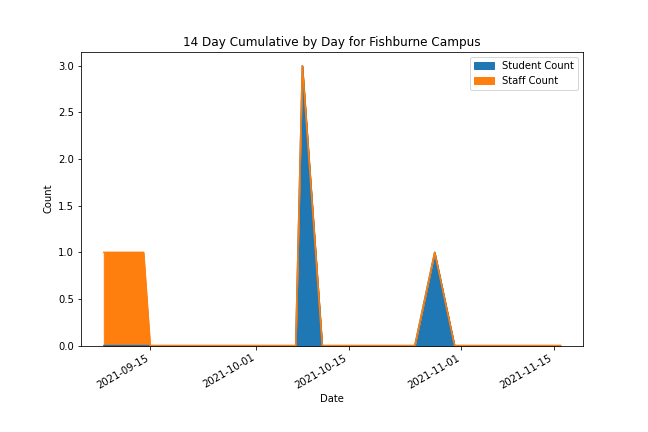 14 Day Cumulative by Day for Fishburne Campus
Student Count
Staff Count
Count
3.0
2.5
2.0
1.5
1.0
0.5
0.0
2021-09-15
2021-10-01
2021-10-15
2021-11-01
2021-11-15
Date